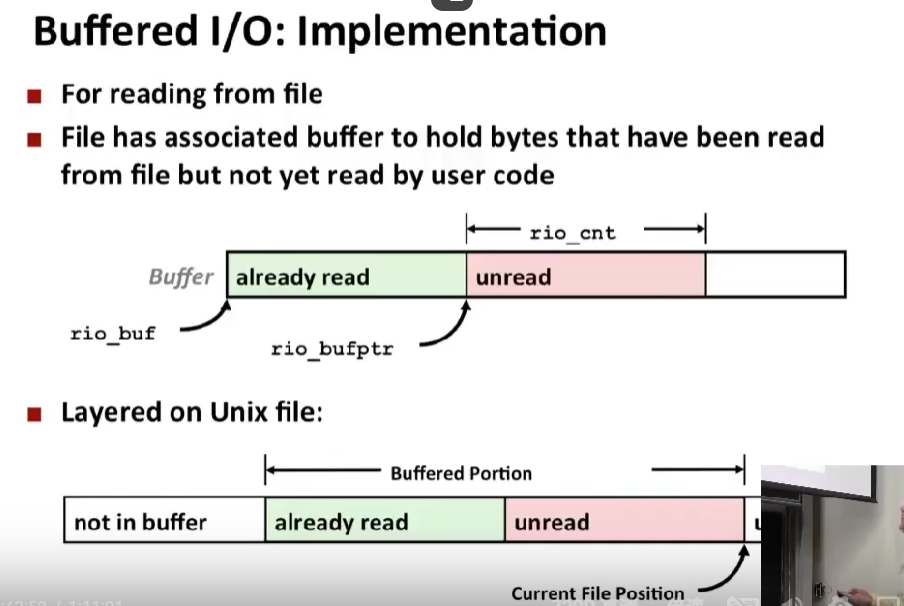 Buffered I/O: Implementation
For reading from file
File has associated buffer to hold bytes that have been read
from file but not yet read by user code
rio_cnt
Buffer
already read
unread
rio_buf
rio_bufptr
Layered on Unix file:
Buffered Portion
not in buffer
already read
unread
Current File Position